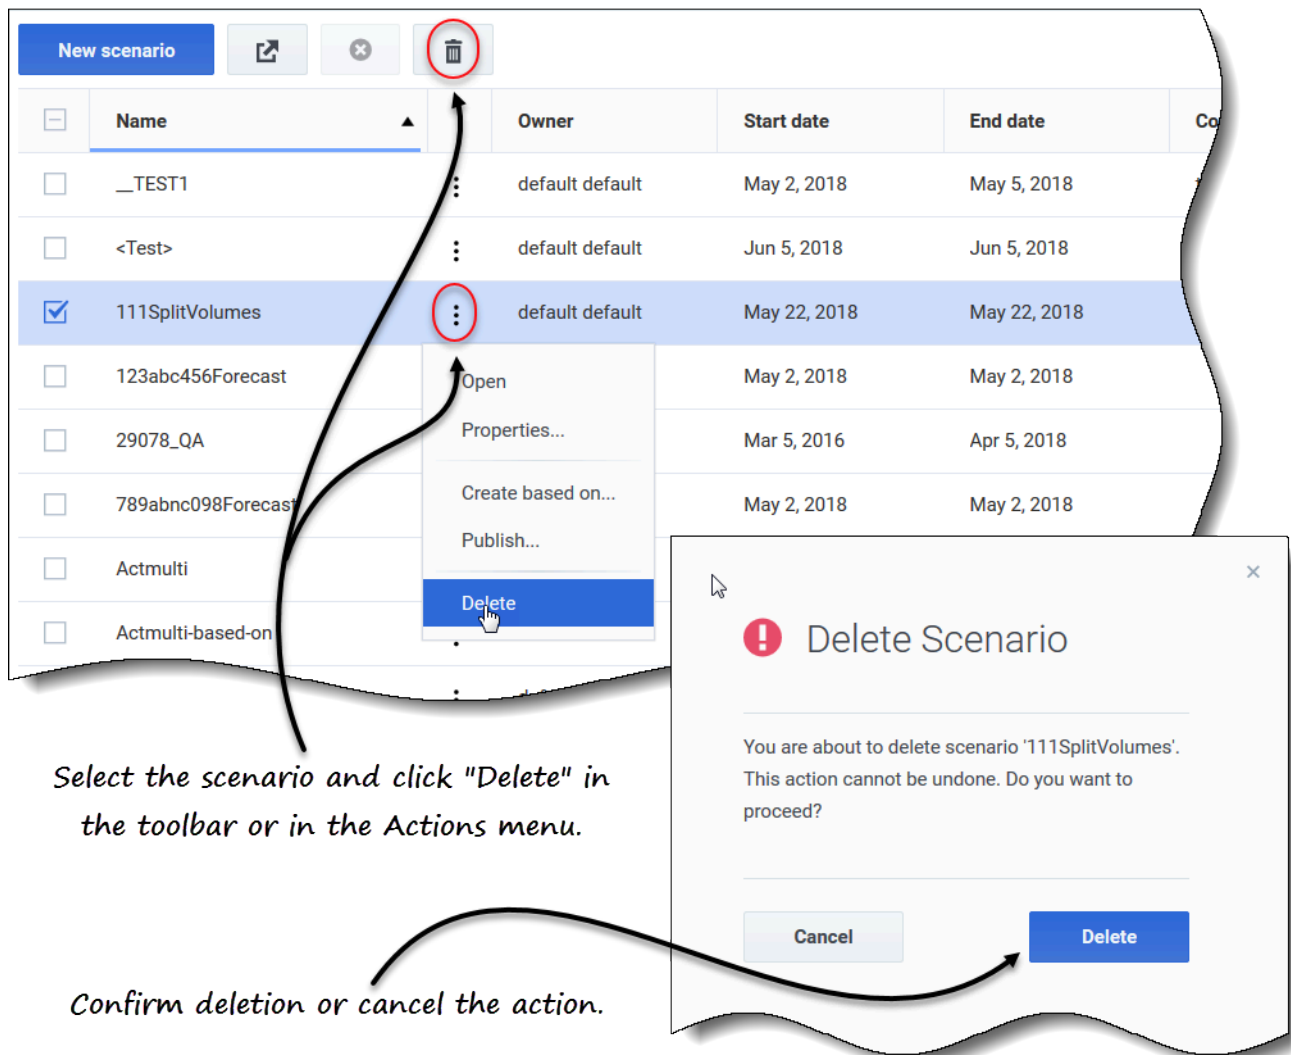 New scenario
Name Owner Start date End date Co
__TEST1 default default May 2, 2018 May 5, 2018
<Test> default default Jun 5, 2018 Jun 5, 2018
111SplitVolumes default default May 22, 2018 May 22, 2018
123abc456Forecast May 2, 2018 May 2, 2018
29078_QA Mar 5, 2016 Apr 5, 2018
789abnc098Forecast May 2, 2018 May 2, 2018
Actmulti
Actmulti-based-on
Open
Properties...
Create based on...
Publish...
Delete
Delete Scenario
You are about to delete scenario '111SplitVolumes'.
This action cannot be undone. Do you want to
proceed?
Cancel Delete
Select the scenario and click "Delete" in
the toolbar or in the Actions menu.
Confirm deletion or cancel the action.